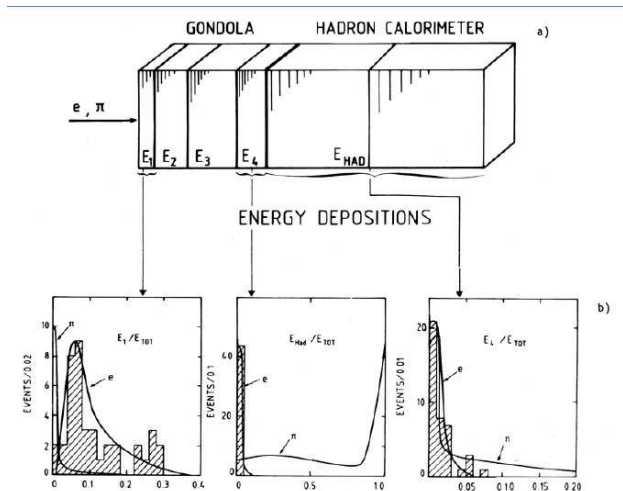 GONDOLA HADRON CALORIMETER
a)
e, π
E1 E2 E3 E4 EHAD
ENERGY DEPOSITIONS
b)
EVENTS/0.02
10
8
6
4
2
0
π
E1/ETOT
e
0 0.1 0.2 0.3 0.4
EVENTS/0.1
40
20
0
EHad/ETOT
e
π
0 0.5 1.0
EVENTS/0.01
20
10
0
E4/ETOT
e
π
0 0.05 0.10 0.15 0.20